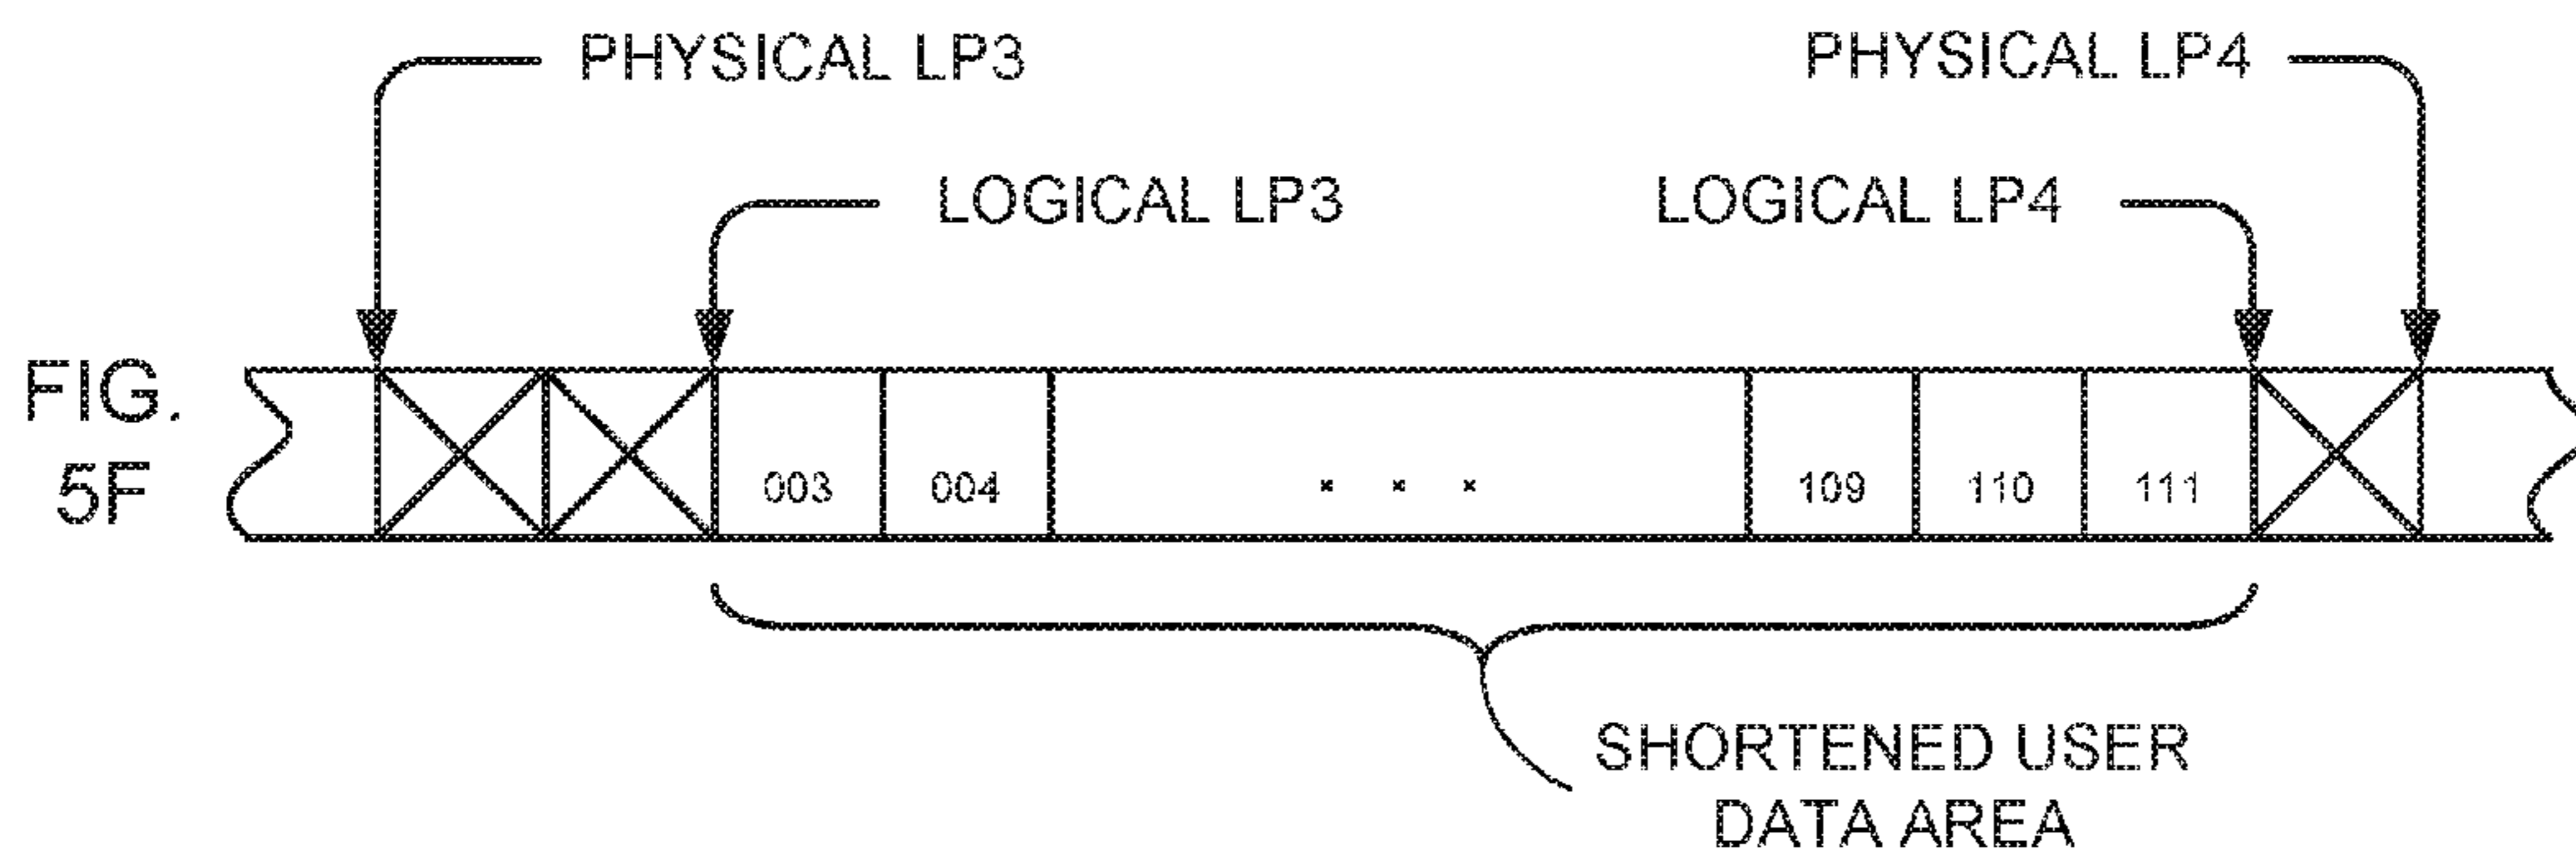 PHYSICAL LP3
PHYSICAL LP4
LOGICAL LP3
LOGICAL LP4
FIG.
5F
003 004 . . . 109 110 111
SHORTENED USER
DATA AREA